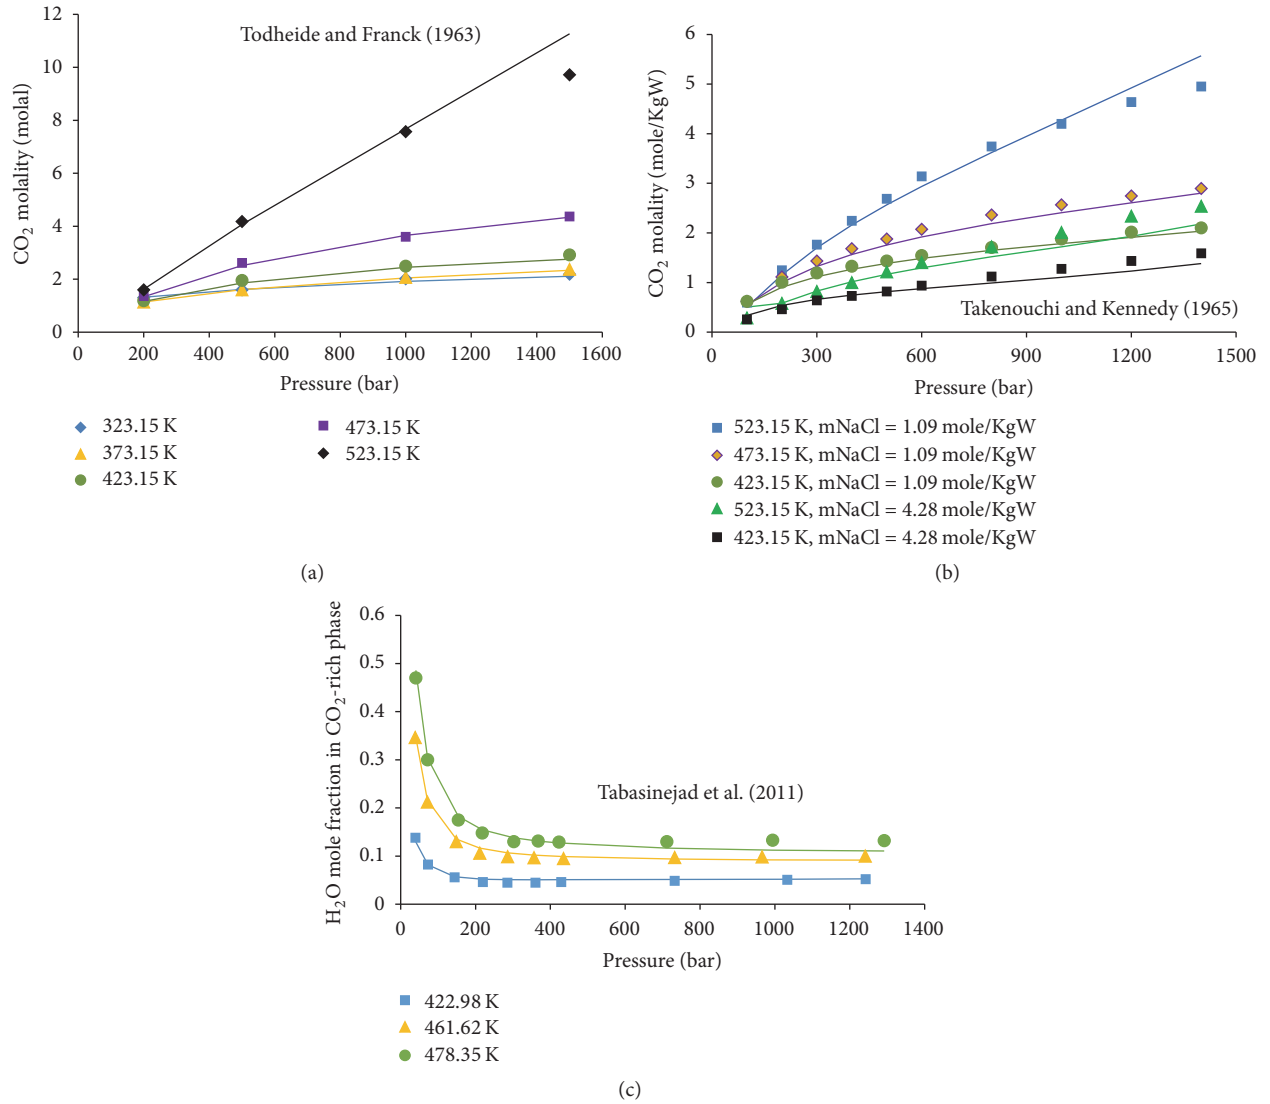 Todheide and Franck (1963)
CO2 molality (molal)
12
10
8
6
4
2
0
0 200 400 600 800 1000 1200 1400 1600
Pressure (bar)
323.15 K
373.15 K
423.15 K
473.15 K
523.15 K
(a)
CO2 molality (mole/KgW)
6
5
4
3
2
1
0
Takenouchi and Kennedy (1965)
0 300 600 900 1200 1500
Pressure (bar)
523.15 K, mNaCl = 1.09 mole/KgW
473.15 K, mNaCl = 1.09 mole/KgW
423.15 K, mNaCl = 1.09 mole/KgW
523.15 K, mNaCl = 4.28 mole/KgW
423.15 K, mNaCl = 4.28 mole/KgW
(b)
H2O mole fraction in CO2-rich phase
0.6
0.5
0.4
0.3
0.2
0.1
0
Tabasinejad et al. (2011)
0 200 400 600 800 1000 1200 1400
Pressure (bar)
422.98 K
461.62 K
478.35 K
(c)